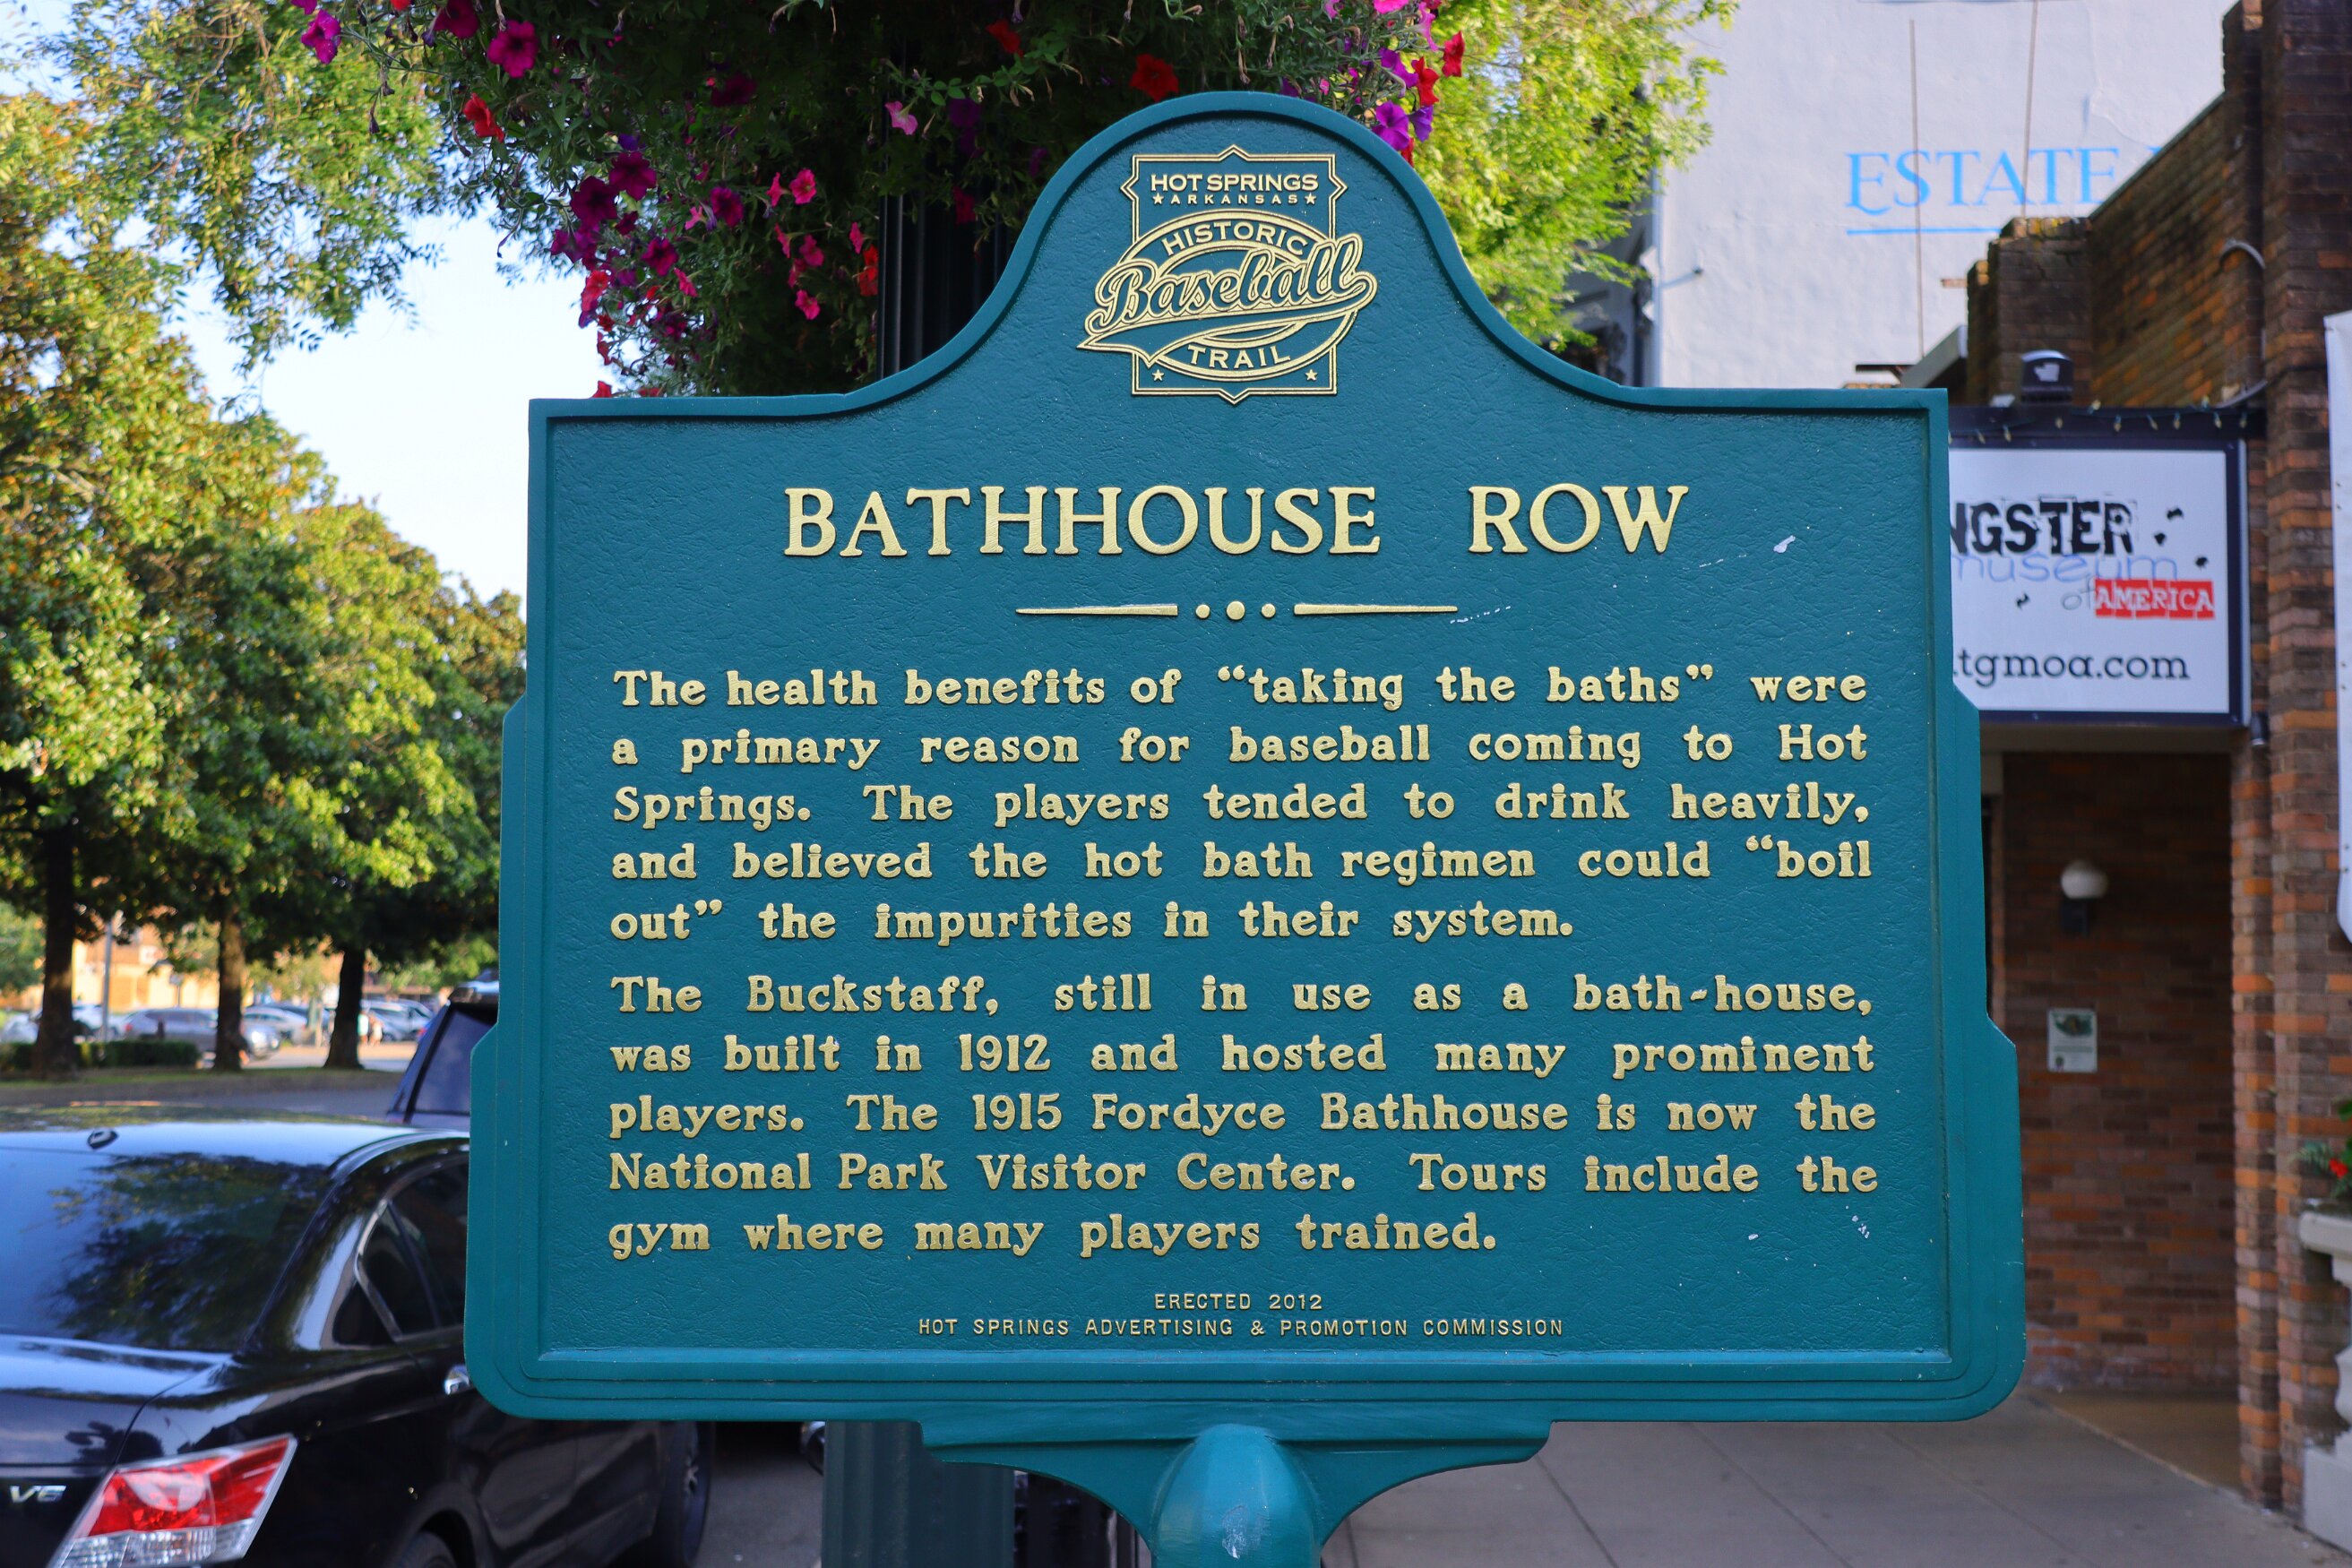 HOT SPRINGS
★ARKANSAS★
HISTORIC
Baseball
TRAIL
BATHHOUSE ROW
The health benefits of “taking the baths” were
a primary reason for baseball coming to Hot
Springs. The players tended to drink heavily,
and believed the hot bath regimen could “boil
out” the impurities in their system.
The Buckstaff, still in use as a bath-house,
was built in 1912 and hosted many prominent
players. The 1915 Fordyce Bathhouse is now the
National Park Visitor Center. Tours include the
gym where many players trained.
ERECTED 2012
HOT SPRINGS ADVERTISING & PROMOTION COMMISSION
ESTATE
NGSTER
museum
of AMERICA
.tgmoa.com
V6